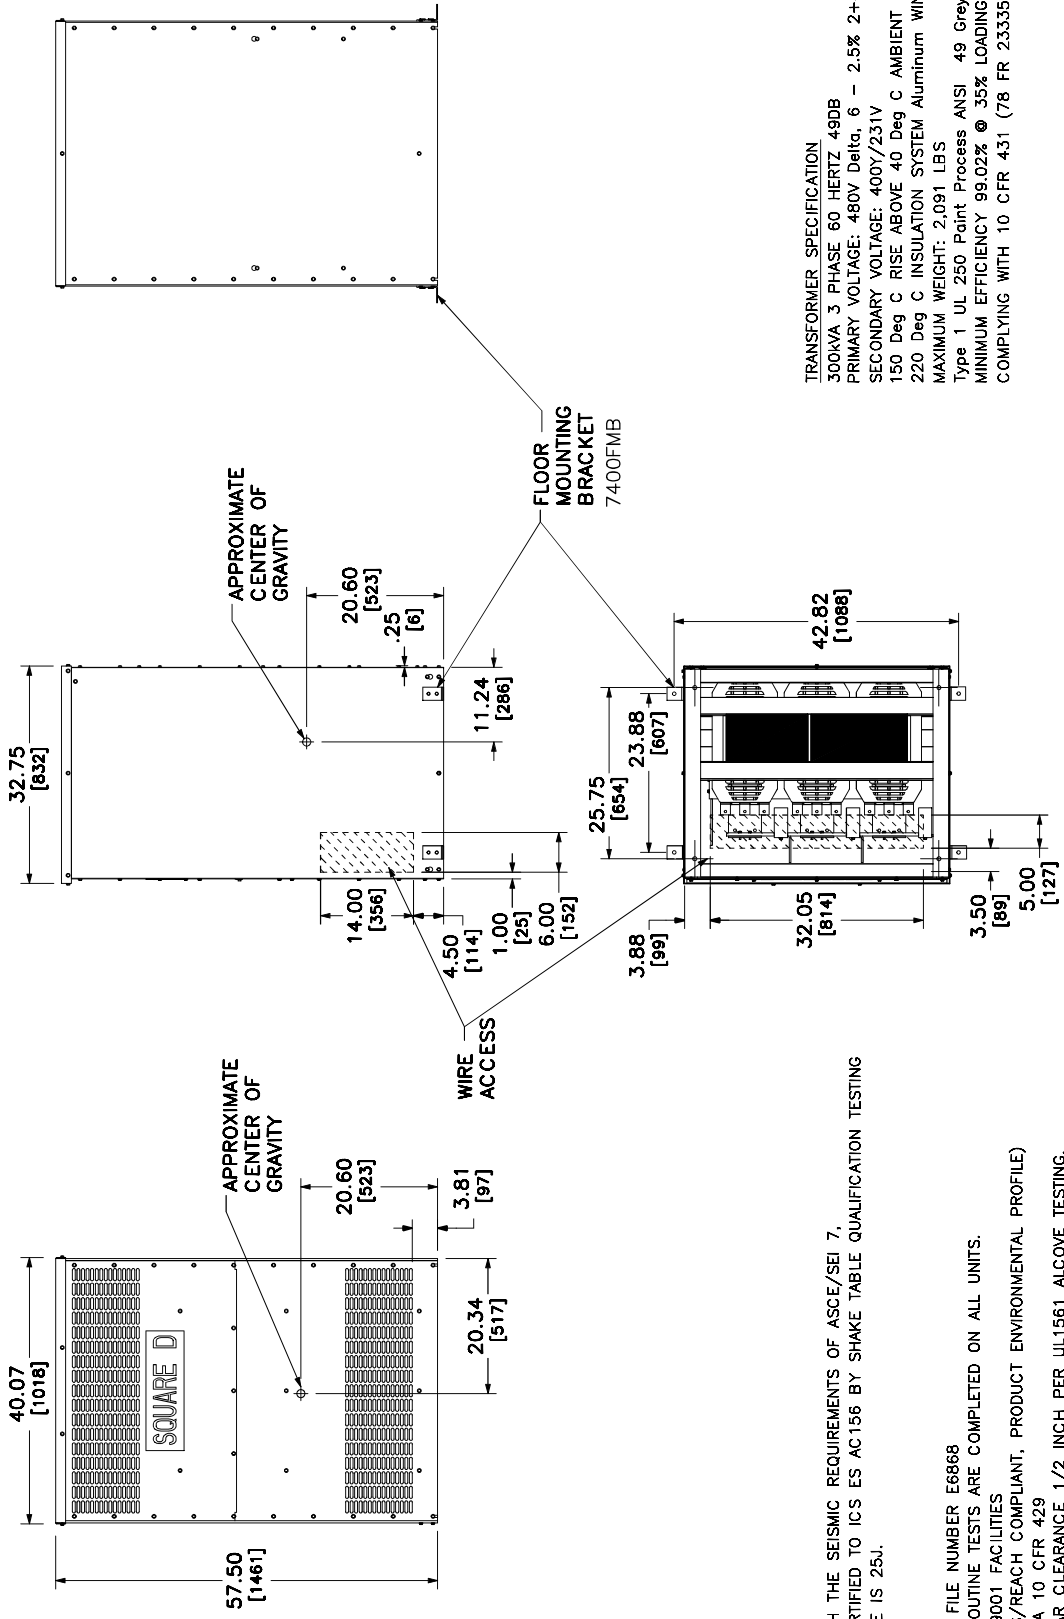 40.07
[1018]
57.50
[1461]
SQUARE D
APPROXIMATE
CENTER OF
GRAVITY
20.60
[523]
3.81
[97]
20.34
[517]
32.75
[832]
APPROXIMATE
CENTER OF
GRAVITY
20.60
[523]
.25
[6]
11.24
[286]
14.00
[356]
4.50
[114]
1.00
[25]
6.00
[152]
WIRE
ACCESS
FLOOR
MOUNTING
BRACKET
7400FMB
25.75
[654]
23.88
[607]
42.82
[1088]
3.88
[99]
32.05
[814]
3.50
[89]
5.00
[127]
THE SEISMIC REQUIREMENTS OF ASCE/SEI 7,
RTIFIED TO ICS ES AC156 BY SHAKE TABLE QUALIFICATION TESTING
E IS 25J.
FILE NUMBER E6868
OUTINE TESTS ARE COMPLETED ON ALL UNITS.
9001 FACILITIES
/REACH COMPLIANT, PRODUCT ENVIRONMENTAL PROFILE)
A 10 CFR 429
R CLEARANCE 1/2 INCH PER UL1561 ALCOVE TESTING.
TRANSFORMER SPECIFICATION
300kVA 3 PHASE 60 HERTZ 49DB
PRIMARY VOLTAGE: 480V Delta, 6 - 2.5% 2+
SECONDARY VOLTAGE: 400Y/231V
150 Deg C RISE ABOVE 40 Deg C AMBIENT
220 Deg C INSULATION SYSTEM Aluminum WIN
MAXIMUM WEIGHT: 2,091 LBS
Type 1 UL 250 Paint Process ANSI 49 Grey
MINIMUM EFFICIENCY 99.02% @ 35% LOADING
COMPLYING WITH 10 CFR 431 (78 FR 23335